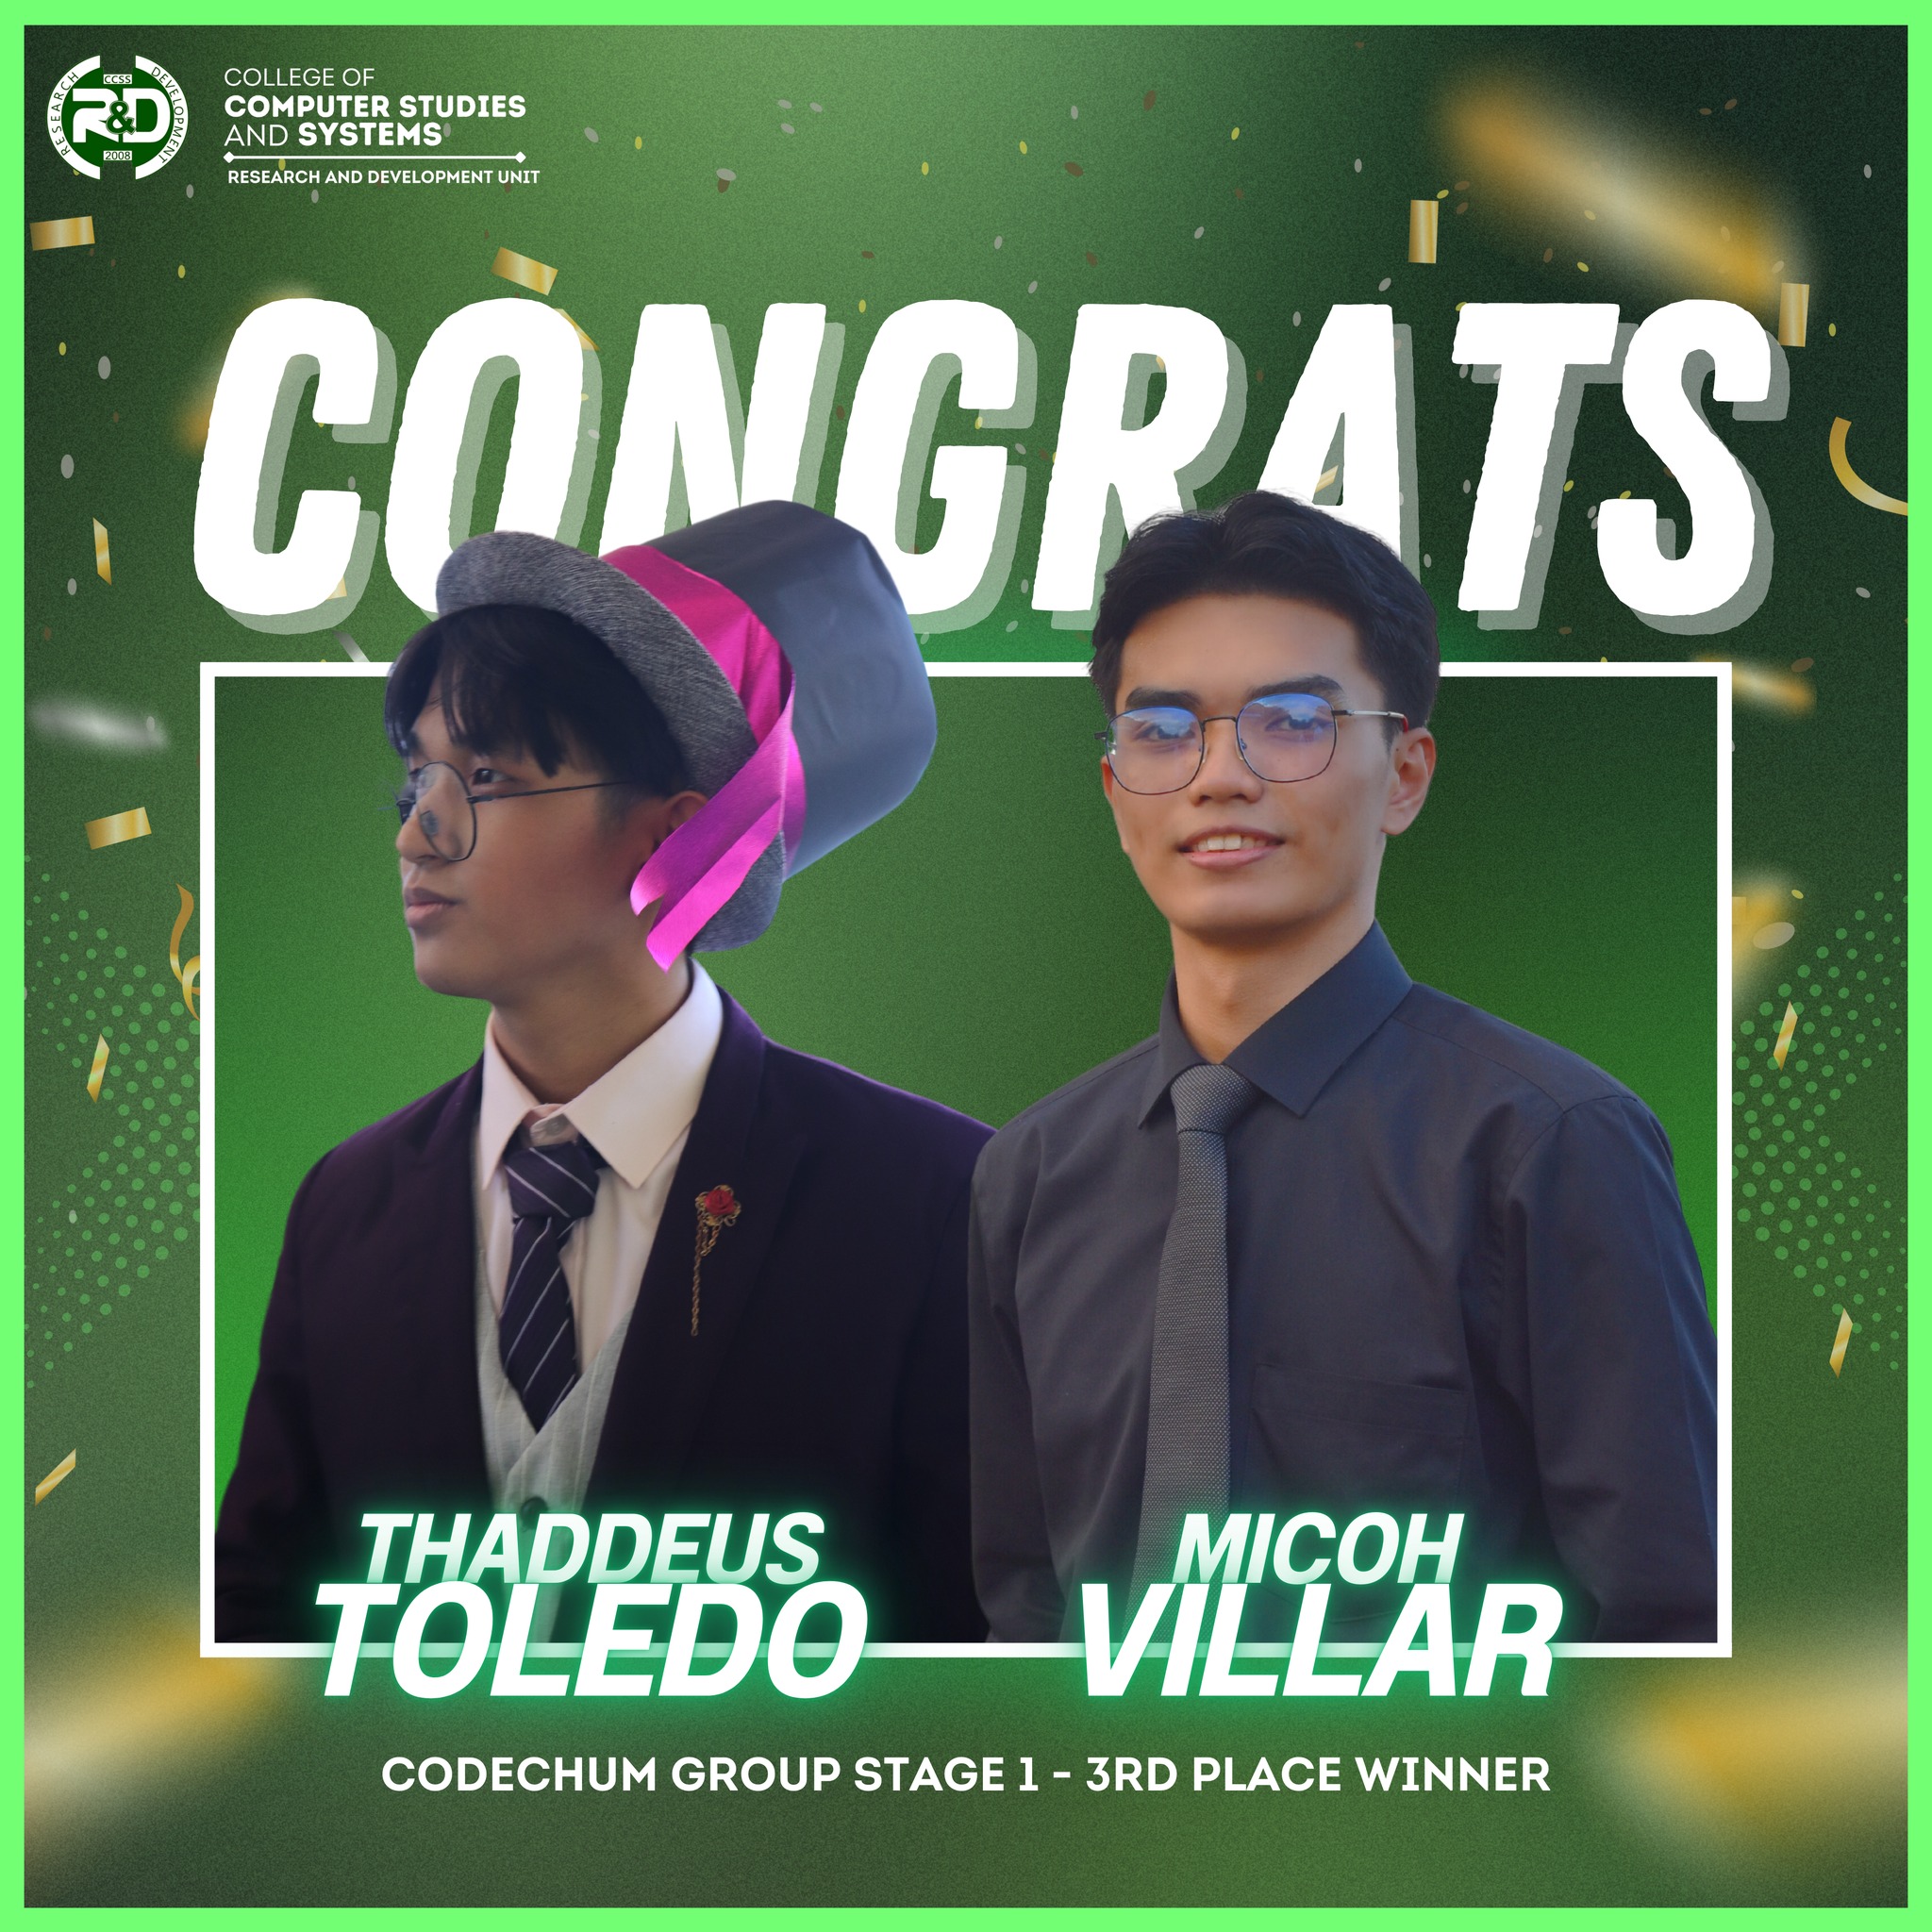 RESEARCH
CCSS
R&D
2008
DEVELOPMENT
COLLEGE OF
COMPUTER STUDIES
AND SYSTEMS
RESEARCH AND DEVELOPMENT UNIT
CONGRATS
THADDEUS
TOLEDO
MICOH
VILLAR
CODECHUM GROUP STAGE 1 - 3RD PLACE WINNER